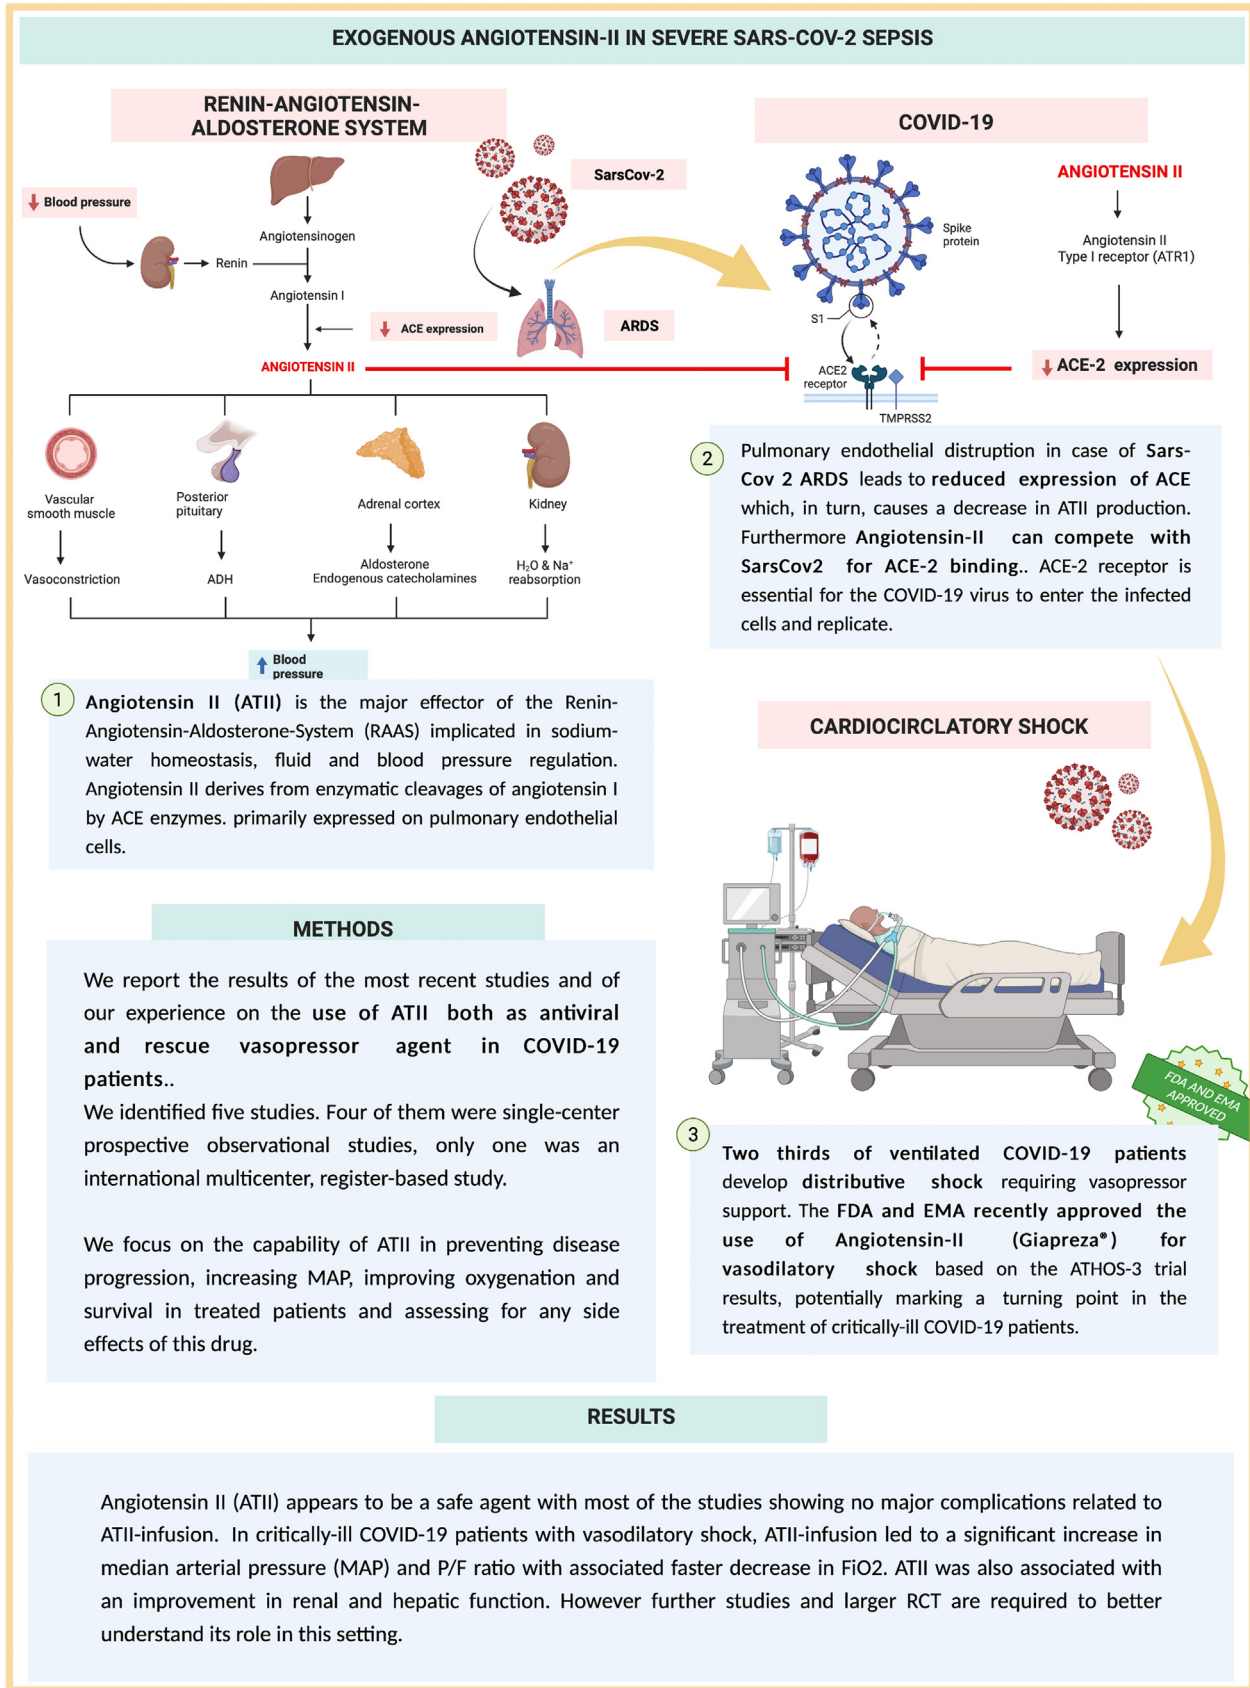 EXOGENOUS ANGIOTENSIN-II IN SEVERE SARS-COV-2 SEPSIS
RENIN-ANGIOTENSIN-
ALDOSTERONE SYSTEM
Blood pressure
Angiotensinogen
Renin
Angiotensin I
ACE expression
ANGIOTENSIN II
SarsCov-2
ARDS
Vascular
smooth muscle
Posterior
pituitary
Adrenal cortex
Kidney
Vasoconstriction
ADH
Aldosterone
Endogenous catecholamines
H₂O & Na⁺
reabsorption
Blood
pressure
1
Angiotensin II (ATII) is the major effector of the Renin-
Angiotensin-Aldosterone-System (RAAS) implicated in sodium-
water homeostasis, fluid and blood pressure regulation.
Angiotensin II derives from enzymatic cleavages of angiotensin I
by ACE enzymes. primarily expressed on pulmonary endothelial
cells.
COVID-19
Spike
protein
S1
ACE2
receptor
TMPRSS2
ANGIOTENSIN II
Angiotensin II
Type I receptor (ATR1)
ACE-2 expression
2
Pulmonary endothelial distruption in case of Sars-
Cov 2 ARDS leads to reduced expression of ACE
which, in turn, causes a decrease in ATII production.
Furthermore Angiotensin-II can compete with
SarsCov2 for ACE-2 binding.. ACE-2 receptor is
essential for the COVID-19 virus to enter the infected
cells and replicate.
CARDIOCIRCLATORY SHOCK
FDA AND EMA
APPROVED
3
Two thirds of ventilated COVID-19 patients
develop distributive shock requiring vasopressor
support. The FDA and EMA recently approved the
use of Angiotensin-II (Giapreza®) for
vasodilatory shock based on the ATHOS-3 trial
results, potentially marking a turning point in the
treatment of critically-ill COVID-19 patients.
METHODS
We report the results of the most recent studies and of
our experience on the use of ATII both as antiviral
and rescue vasopressor agent in COVID-19
patients..
We identified five studies. Four of them were single-center
prospective observational studies, only one was an
international multicenter, register-based study.
We focus on the capability of ATII in preventing disease
progression, increasing MAP, improving oxygenation and
survival in treated patients and assessing for any side
effects of this drug.
RESULTS
Angiotensin II (ATII) appears to be a safe agent with most of the studies showing no major complications related to
ATII-infusion. In critically-ill COVID-19 patients with vasodilatory shock, ATII-infusion led to a significant increase in
median arterial pressure (MAP) and P/F ratio with associated faster decrease in FiO2. ATII was also associated with
an improvement in renal and hepatic function. However further studies and larger RCT are required to better
understand its role in this setting.